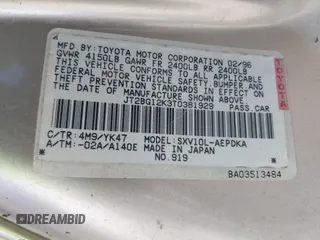 MFD. BY: TOYOTA MOTOR CORPORATION 02/96
GVWR 4150LB GAWR FR 2400LB RR 2400LB
THIS VEHICLE CONFORMS TO ALL APPLICABLE
FEDERAL MOTOR VEHICLE SAFETY, BUMPER, AND
THEFT PREVENTION STANDARDS IN EFFECT ON
THE DATE OF MANUFACTURE SHOWN ABOVE.
JT2BG12K3T0381929 PASS.CAR
C/TR: 4M9/YK47 MODEL:SXV10L-AEPDKA
A/TM: -02A/A140E MADE IN JAPAN
NO.919
TOYOTA
TOYOTA
BA03513484
© DREAMBID
DREAMBID.COM